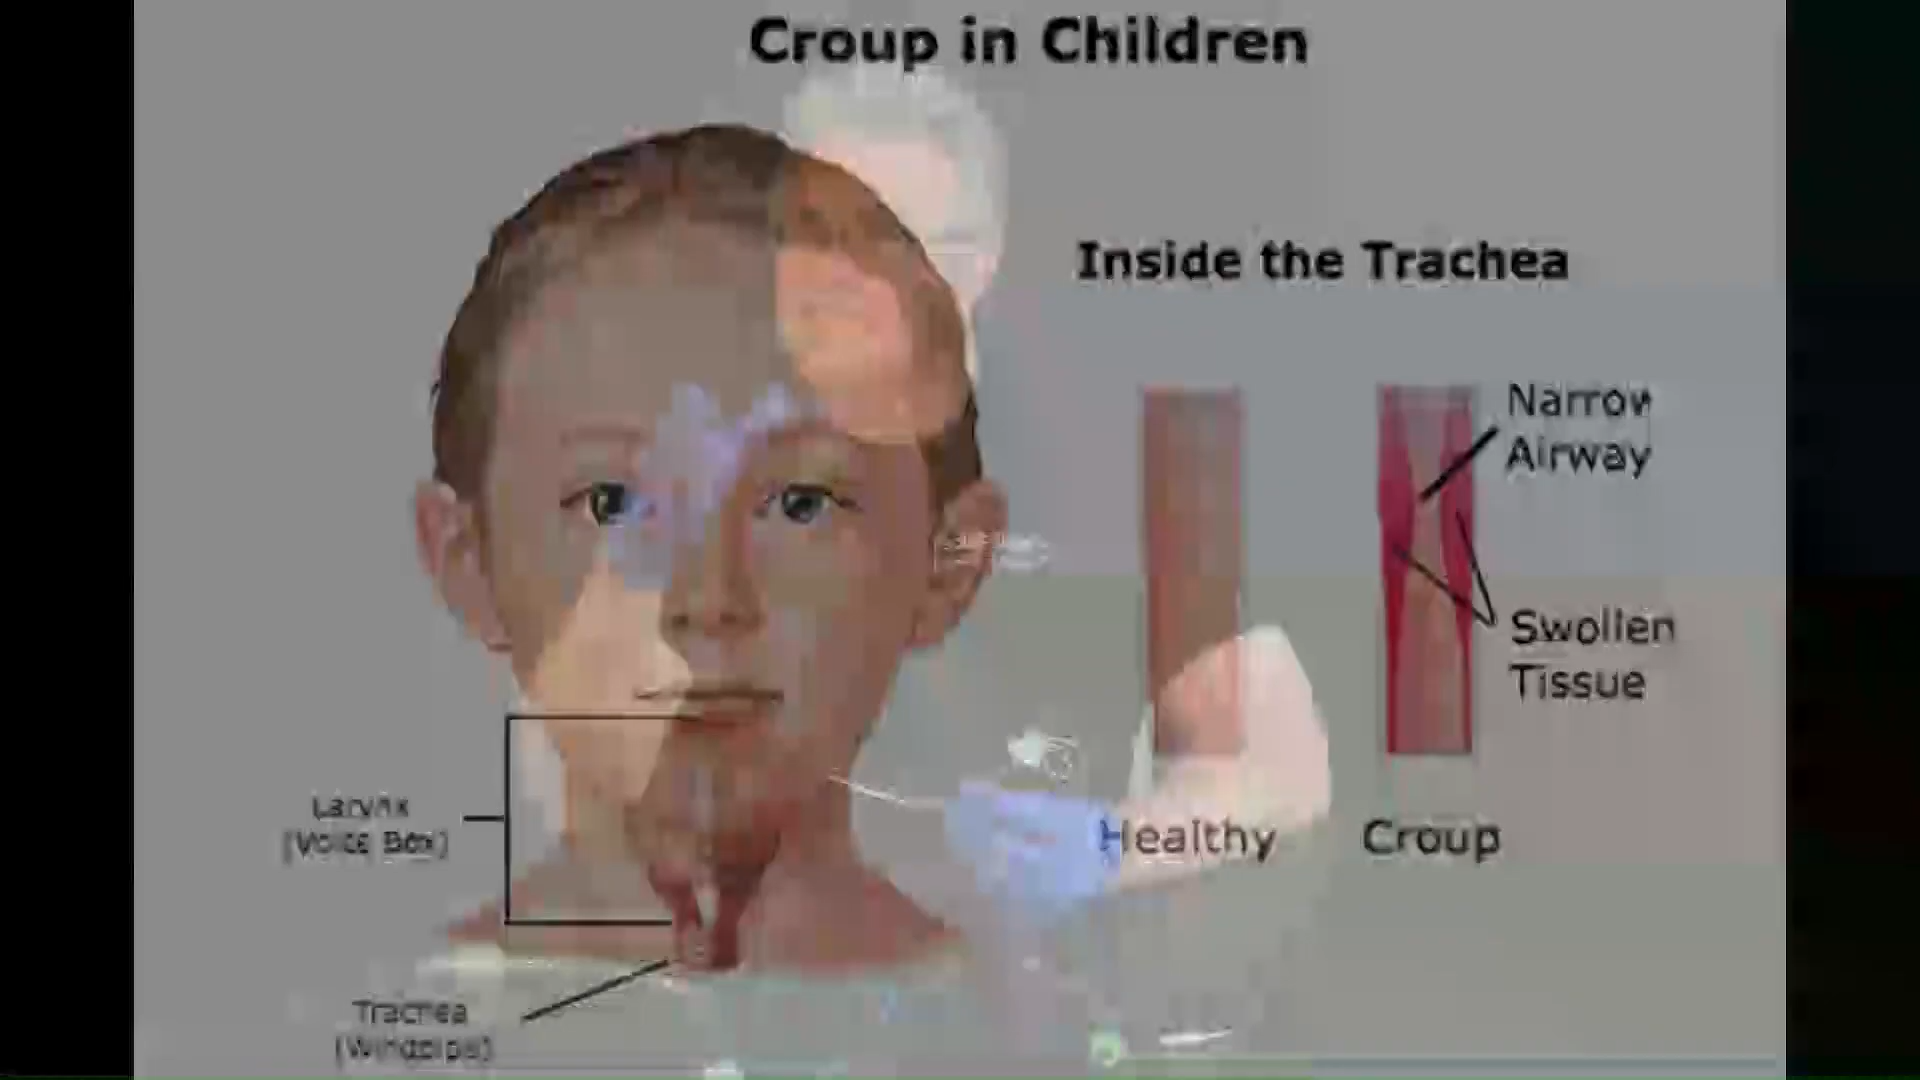 Croup in Children
Inside the Trachea
Narrow
Airway
Swollen
Tissue
Larynx
(Voice Box)
Healthy
Croup
Trachea
(Windpipe)